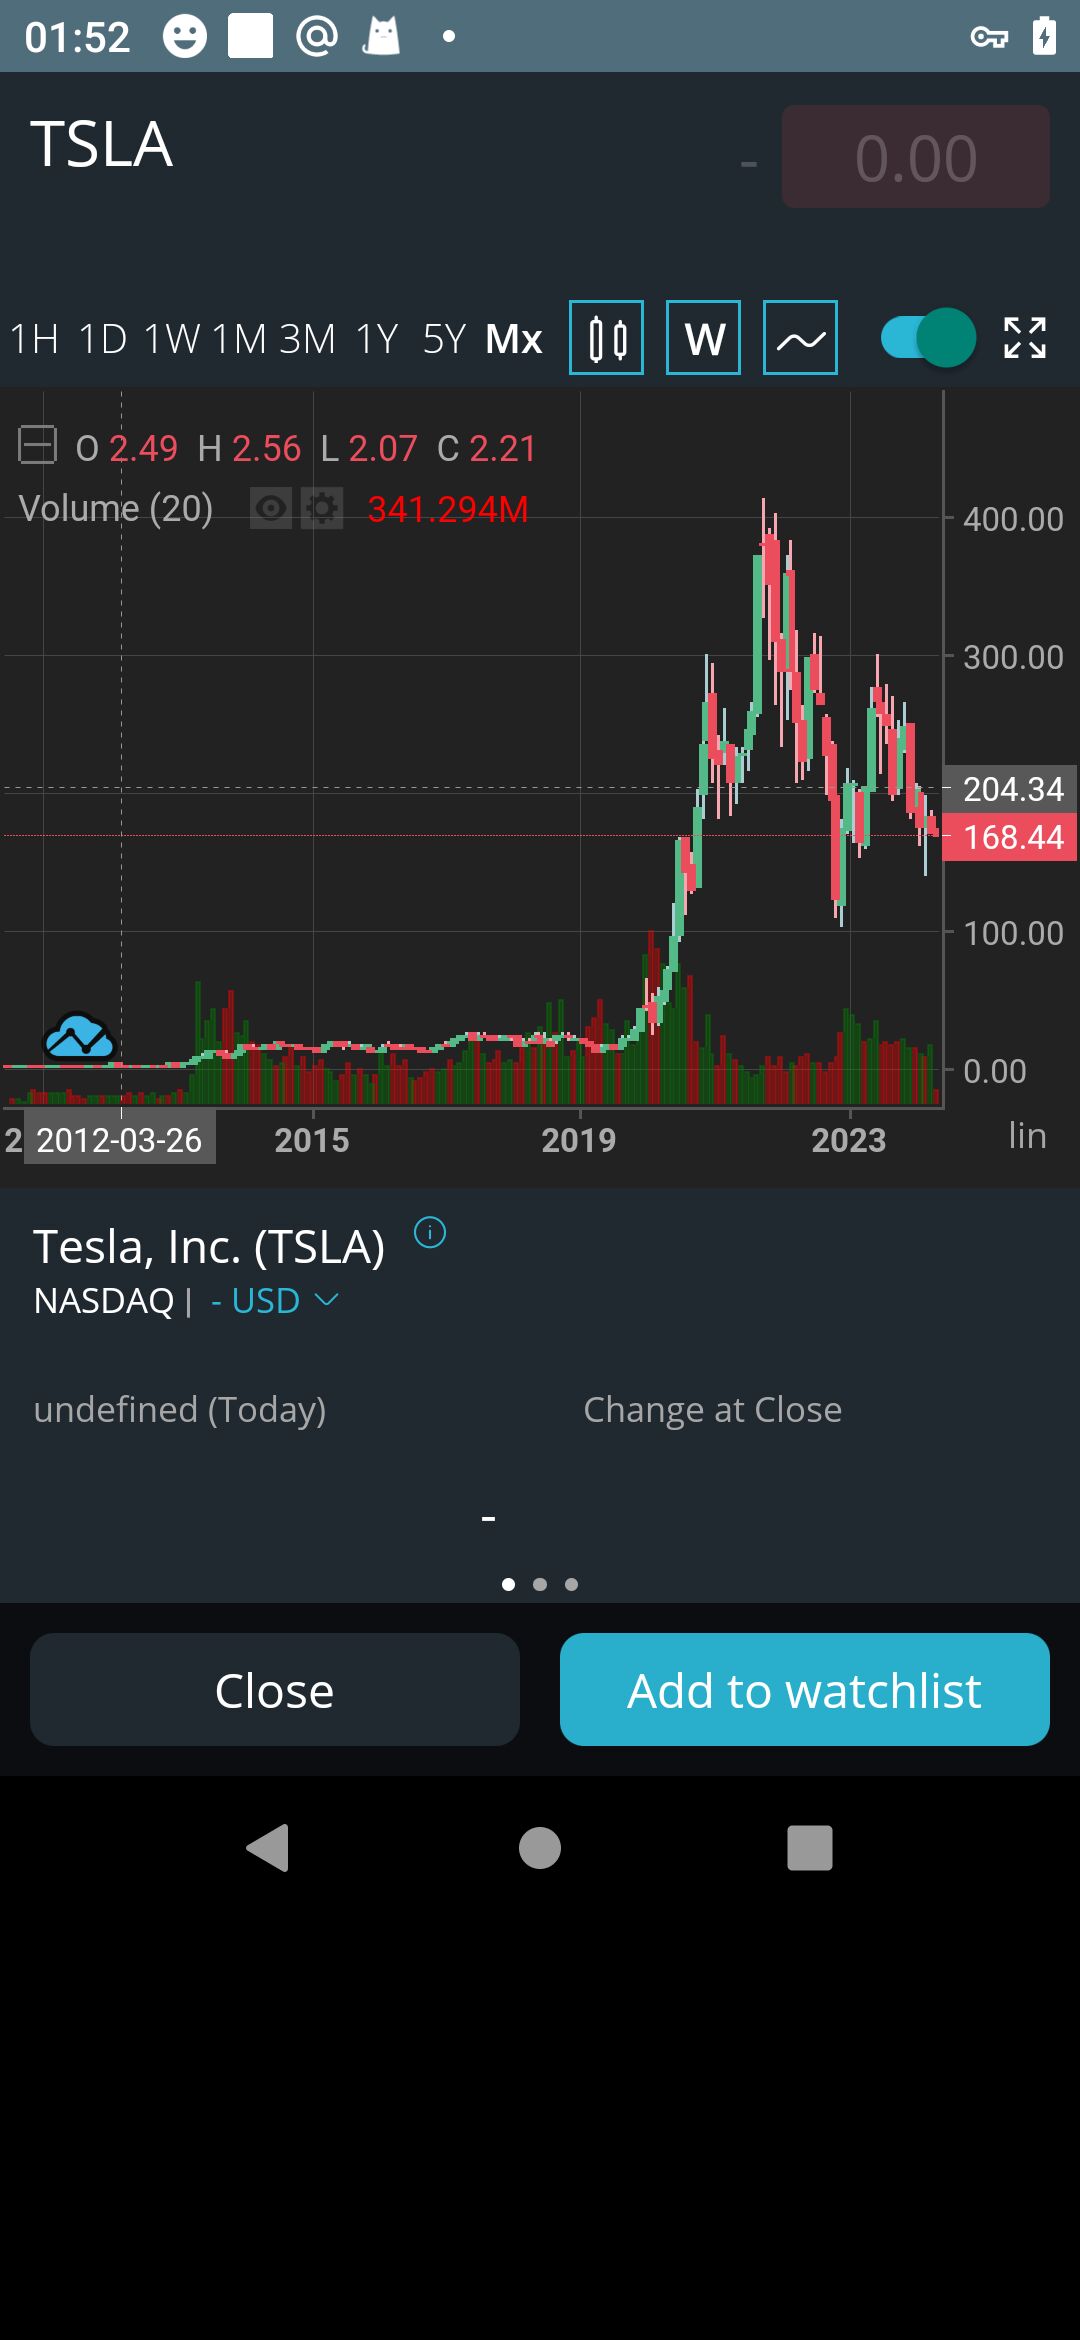 01:52
TSLA
- 0.00
1H 1D 1W 1M 3M 1Y 5Y Mx W
O 2.49 H 2.56 L 2.07 C 2.21
Volume (20) 341.294M
400.00
300.00
204.34
168.44
100.00
0.00
2 2012-03-26 2015 2019 2023 lin
Tesla, Inc. (TSLA) i
NASDAQ | - USD
undefined (Today) Change at Close
-
Close Add to watchlist